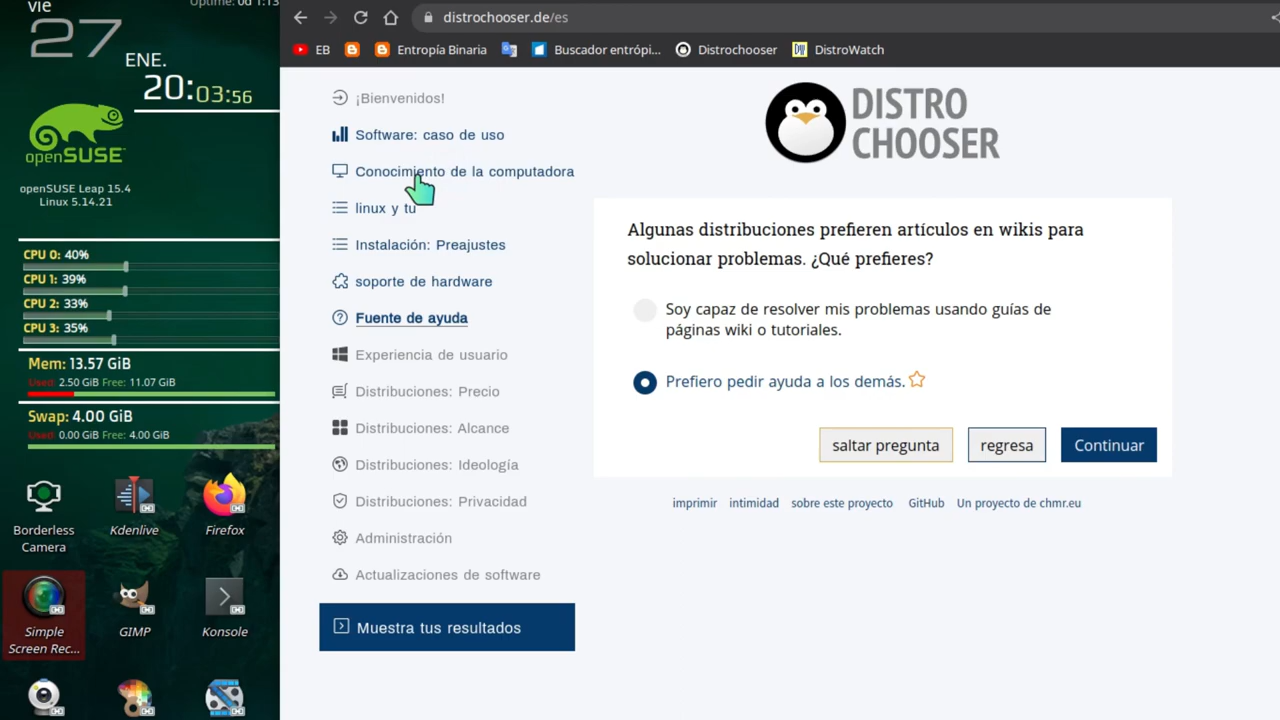 vie
27
ENE.
20:03:56
openSUSE
openSUSE Leap 15.4
Linux 5.14.21
CPU 0: 40%
CPU 1: 39%
CPU 2: 33%
CPU 3: 35%
Mem: 13.57 GiB
Used: 2.50 GiB Free: 11.07 GiB
Swap: 4.00 GiB
Used: 0.00 GiB Free: 4.00 GiB
Borderless
Camera
Kdenlive
Firefox
Simple
Screen Rec...
GIMP
Konsole
distrochooser.de/es
EB
Entropía Binaria
Buscador entrópi...
Distrochooser
DistroWatch
¡Bienvenidos!
Software: caso de uso
Conocimiento de la computadora
linux y tu
Instalación: Preajustes
soporte de hardware
Fuente de ayuda
Experiencia de usuario
Distribuciones: Precio
Distribuciones: Alcance
Distribuciones: Ideología
Distribuciones: Privacidad
Administración
Actualizaciones de software
Muestra tus resultados
DISTRO
CHOOSER
Algunas distribuciones prefieren artículos en wikis para
solucionar problemas. ¿Qué prefieres?
Soy capaz de resolver mis problemas usando guías de
páginas wiki o tutoriales.
Prefiero pedir ayuda a los demás.
saltar pregunta
regresa
Continuar
imprimir
intimidad
sobre este proyecto
GitHub
Un proyecto de chmr.eu